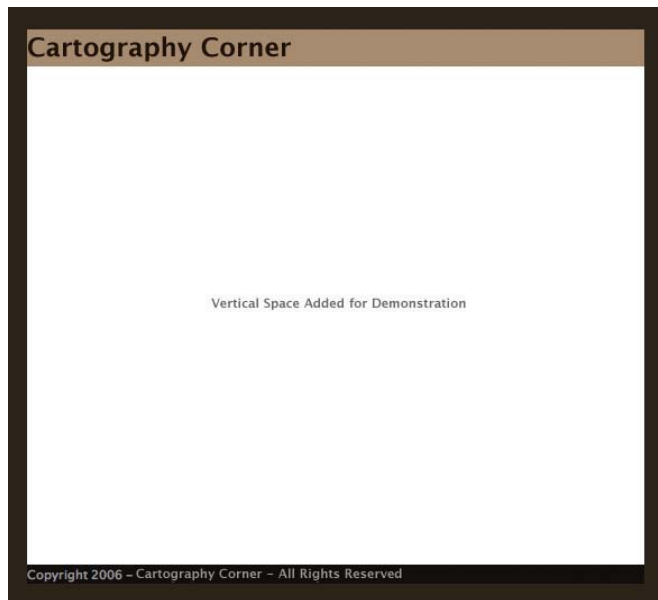 Cartography Corner
Vertical Space Added for Demonstration
Copyright 2006 – Cartography Corner – All Rights Reserved